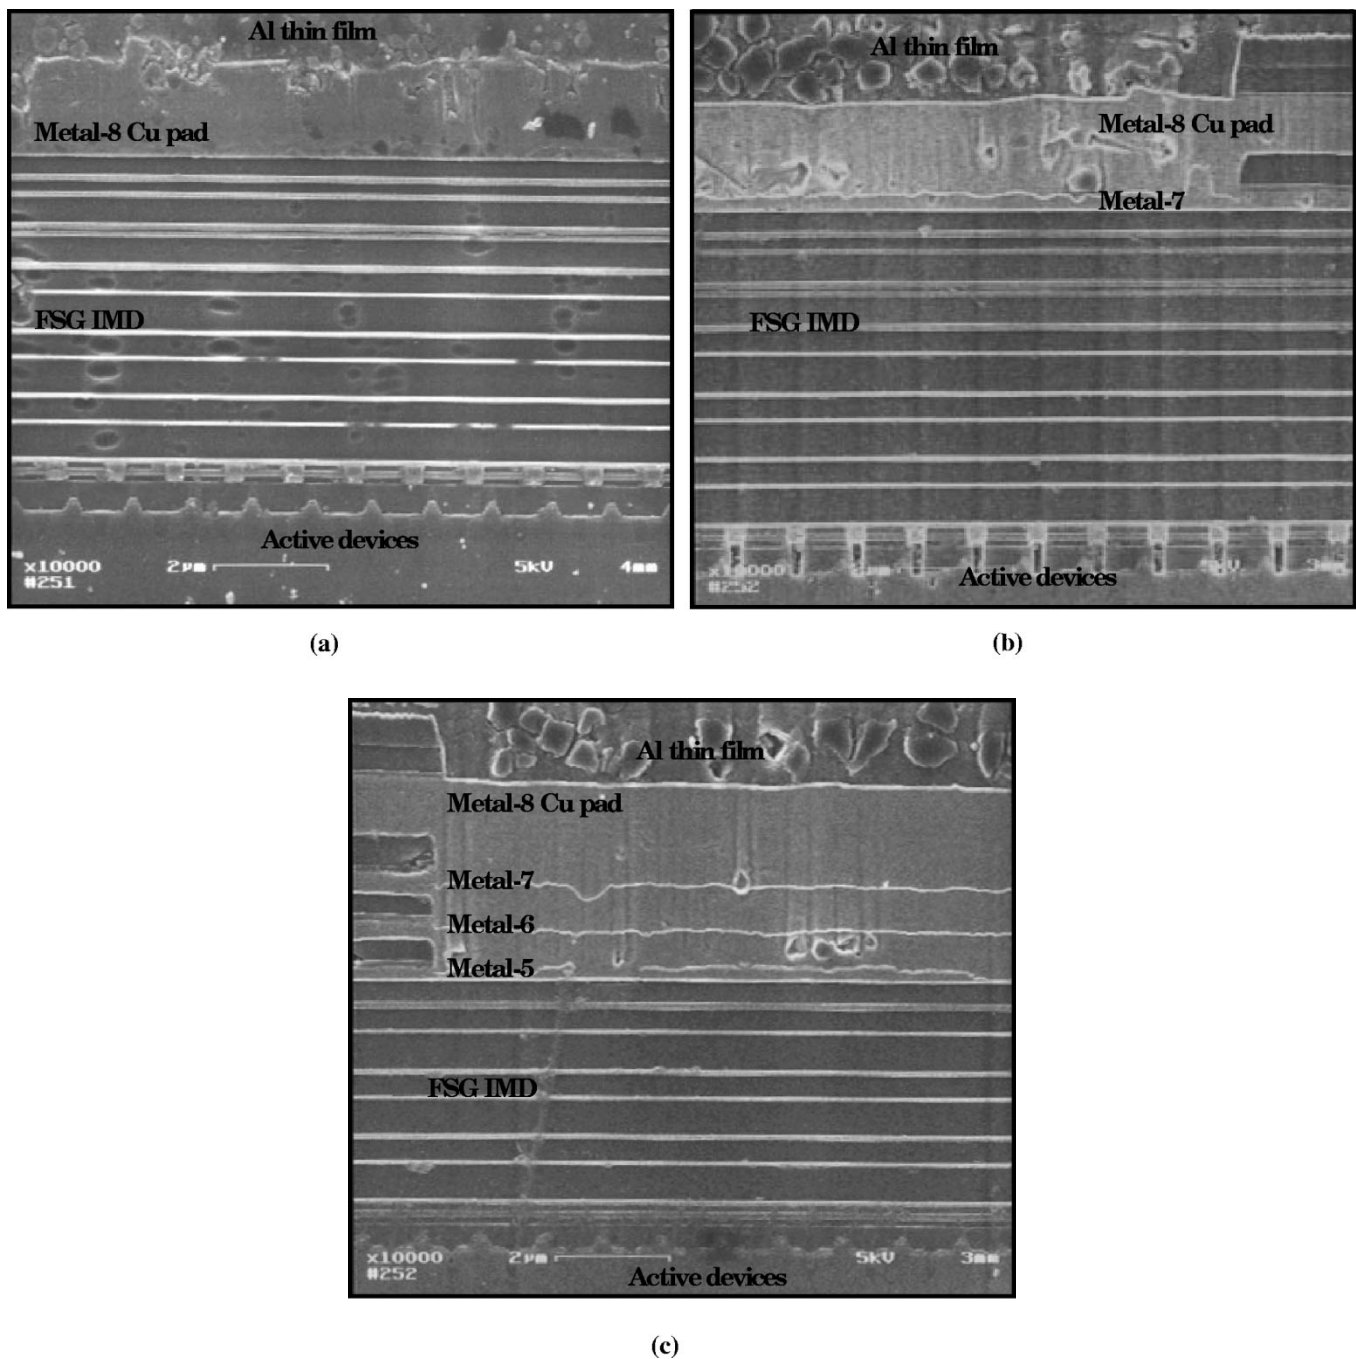 Al thin film
Metal-8 Cu pad
FSG IMD
Active devices
x10000 2µm 5kV 4mm
#251
(a)
Al thin film
Metal-8 Cu pad
Metal-7
FSG IMD
Active devices
#252
(b)
Al thin film
Metal-8 Cu pad
Metal-7
Metal-6
Metal-5
FSG IMD
x10000 2µm 5kV 3mm
#252
Active devices
(c)